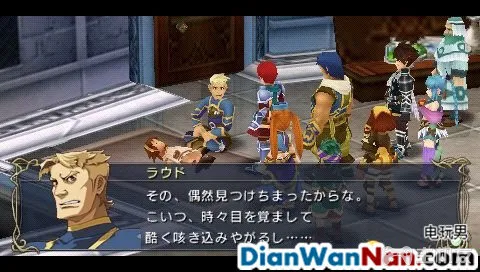 ラウド
その、偶然見つけちまったからな。
こいつ、時々目を覚まして
酷く咳き込みやがるし……
电玩男
DianWanNan.com